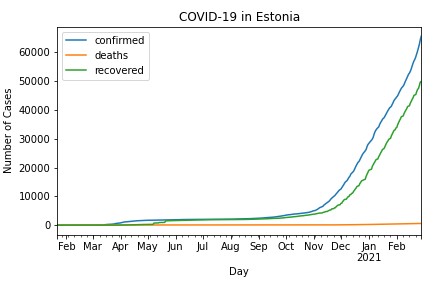 COVID-19 in Estonia
confirmed
deaths
recovered
Number of Cases
60000
50000
40000
30000
20000
10000
0
Feb Mar Apr May Jun Jul Aug Sep Oct Nov Dec Jan Feb
2021
Day